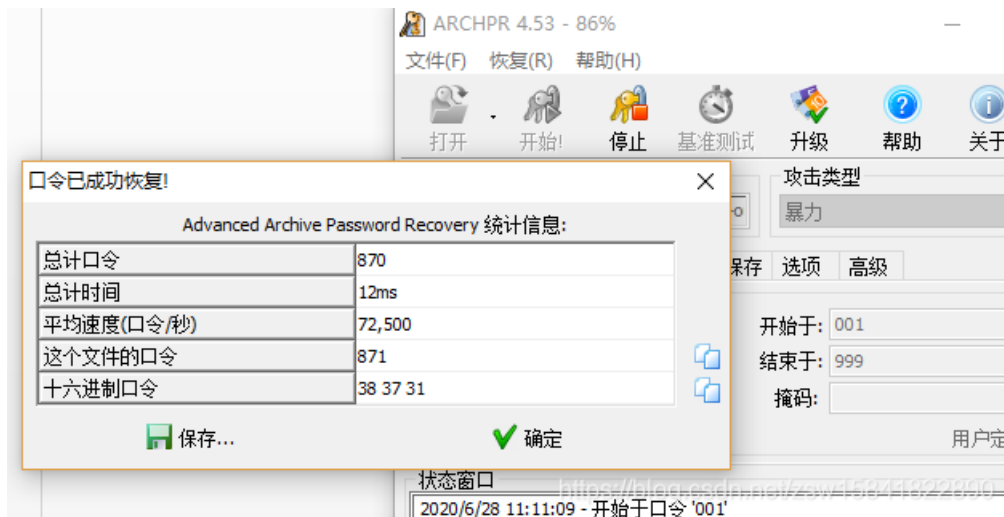 ARCHPR 4.53 - 86%
文件(F) 恢复(R) 帮助(H)
打开 开始! 停止 基准测试 升级 帮助 关于
口令已成功恢复!
Advanced Archive Password Recovery 统计信息:
总计口令 870
总计时间 12ms
平均速度(口令/秒) 72,500
这个文件的口令 871
十六进制口令 38 37 31
保存... 确定
攻击类型
暴力
保存 选项 高级
开始于: 001
结束于: 999
掩码:
用户定
状态窗口
https://blog.csdn.net/zsw15841822890
2020/6/28 11:11:09 - 开始于口令 '001'